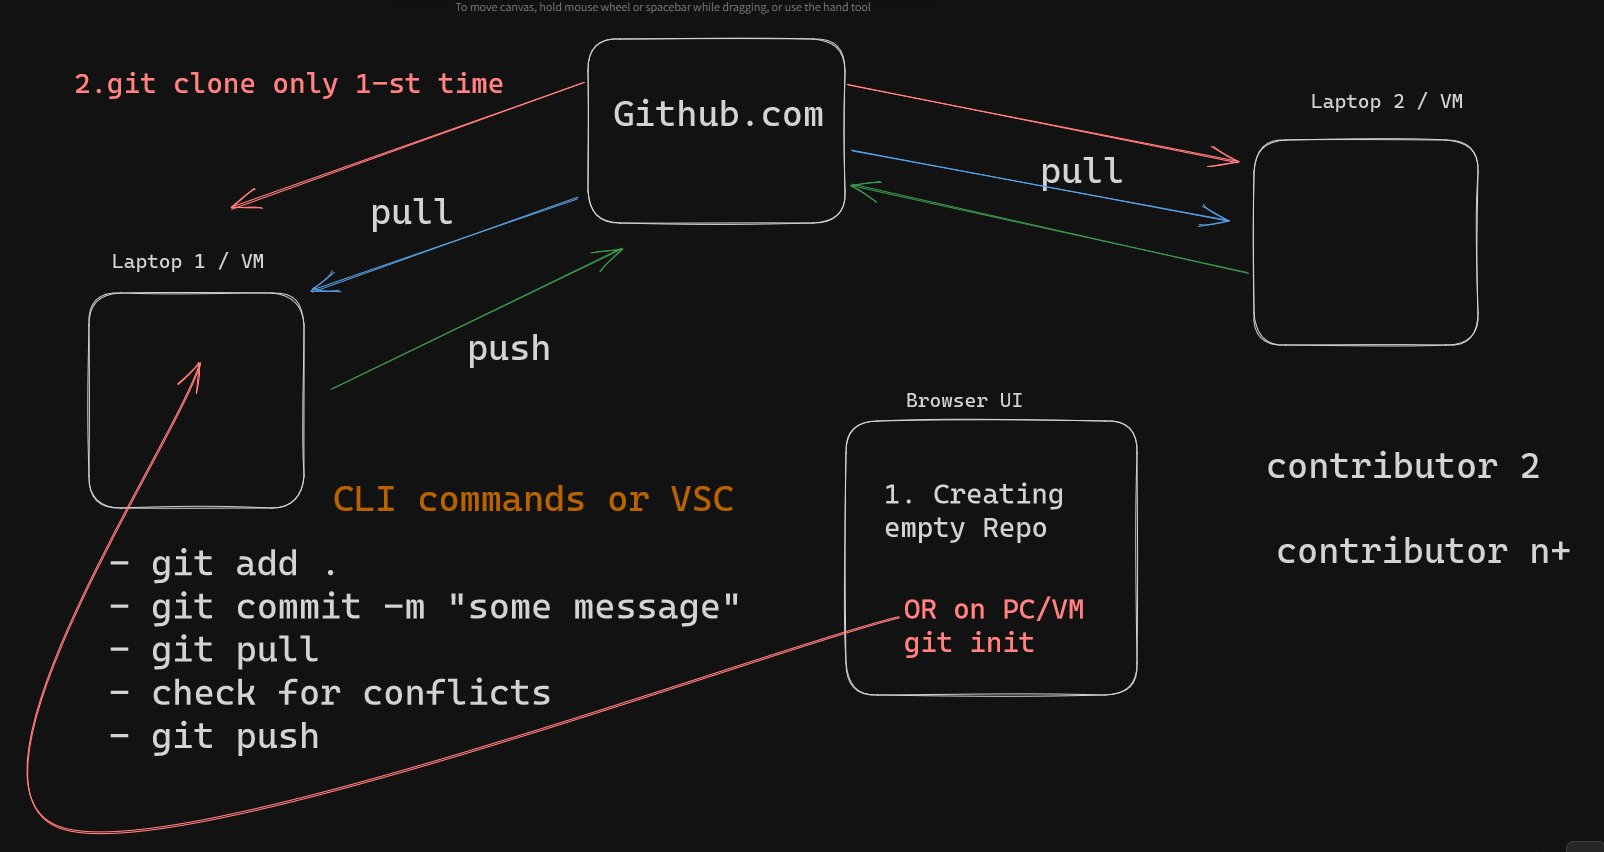 To move canvas, hold mouse wheel or spacebar while dragging, or use the hand tool
2.git clone only 1-st time
Github.com
Laptop 2 / VM
pull
pull
Laptop 1 / VM
push
Browser UI
1. Creating
empty Repo
OR on PC/VM
git init
contributor 2
contributor n+
CLI commands or VSC
- git add .
- git commit -m "some message"
- git pull
- check for conflicts
- git push